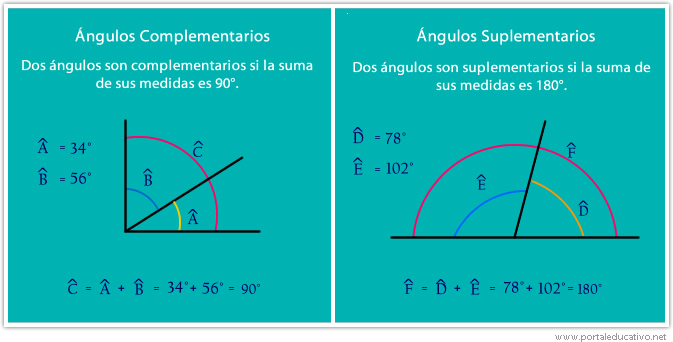 Ángulos Complementarios
Dos ángulos son complementarios si la suma
de sus medidas es 90°.
Â = 34°
B̂ = 56°
Ĉ
B̂
Â
Ĉ = Â + B̂ = 34° + 56° = 90°
Ángulos Suplementarios
Dos ángulos son suplementarios si la suma de
sus medidas es 180°.
D̂ = 78°
Ê = 102°
F̂
Ê
D̂
F̂ = D̂ + Ê = 78° + 102° = 180°
www.portaleducativo.net